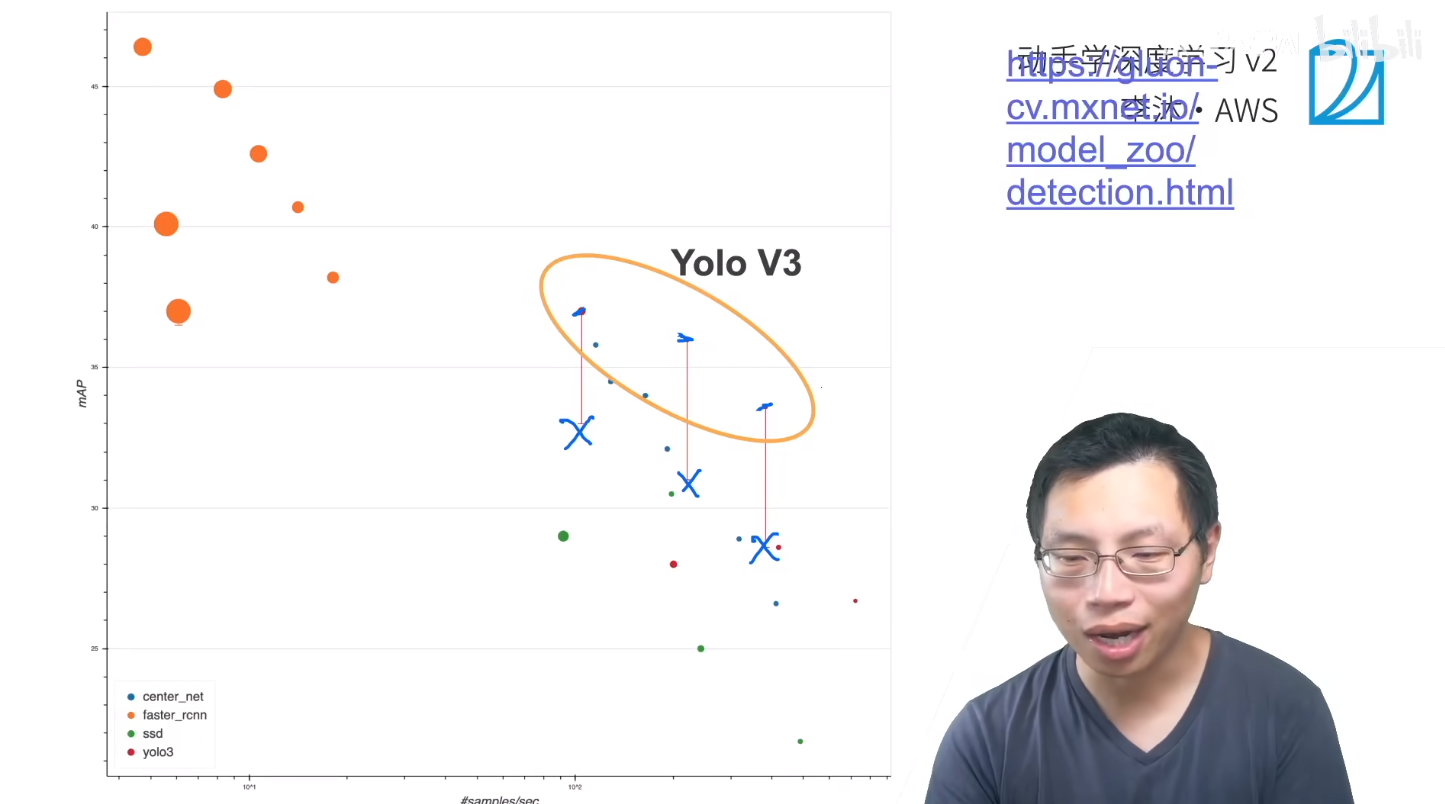 bilibili
动手学深度学习 v2
李沐 · AWS
https://gluon-
cv.mxnet.io/
model_zoo/
detection.html
Yolo V3
45
40
35
30
25
mAP
center_net
faster_rcnn
ssd
yolo3
10^1
10^2
#samples/sec